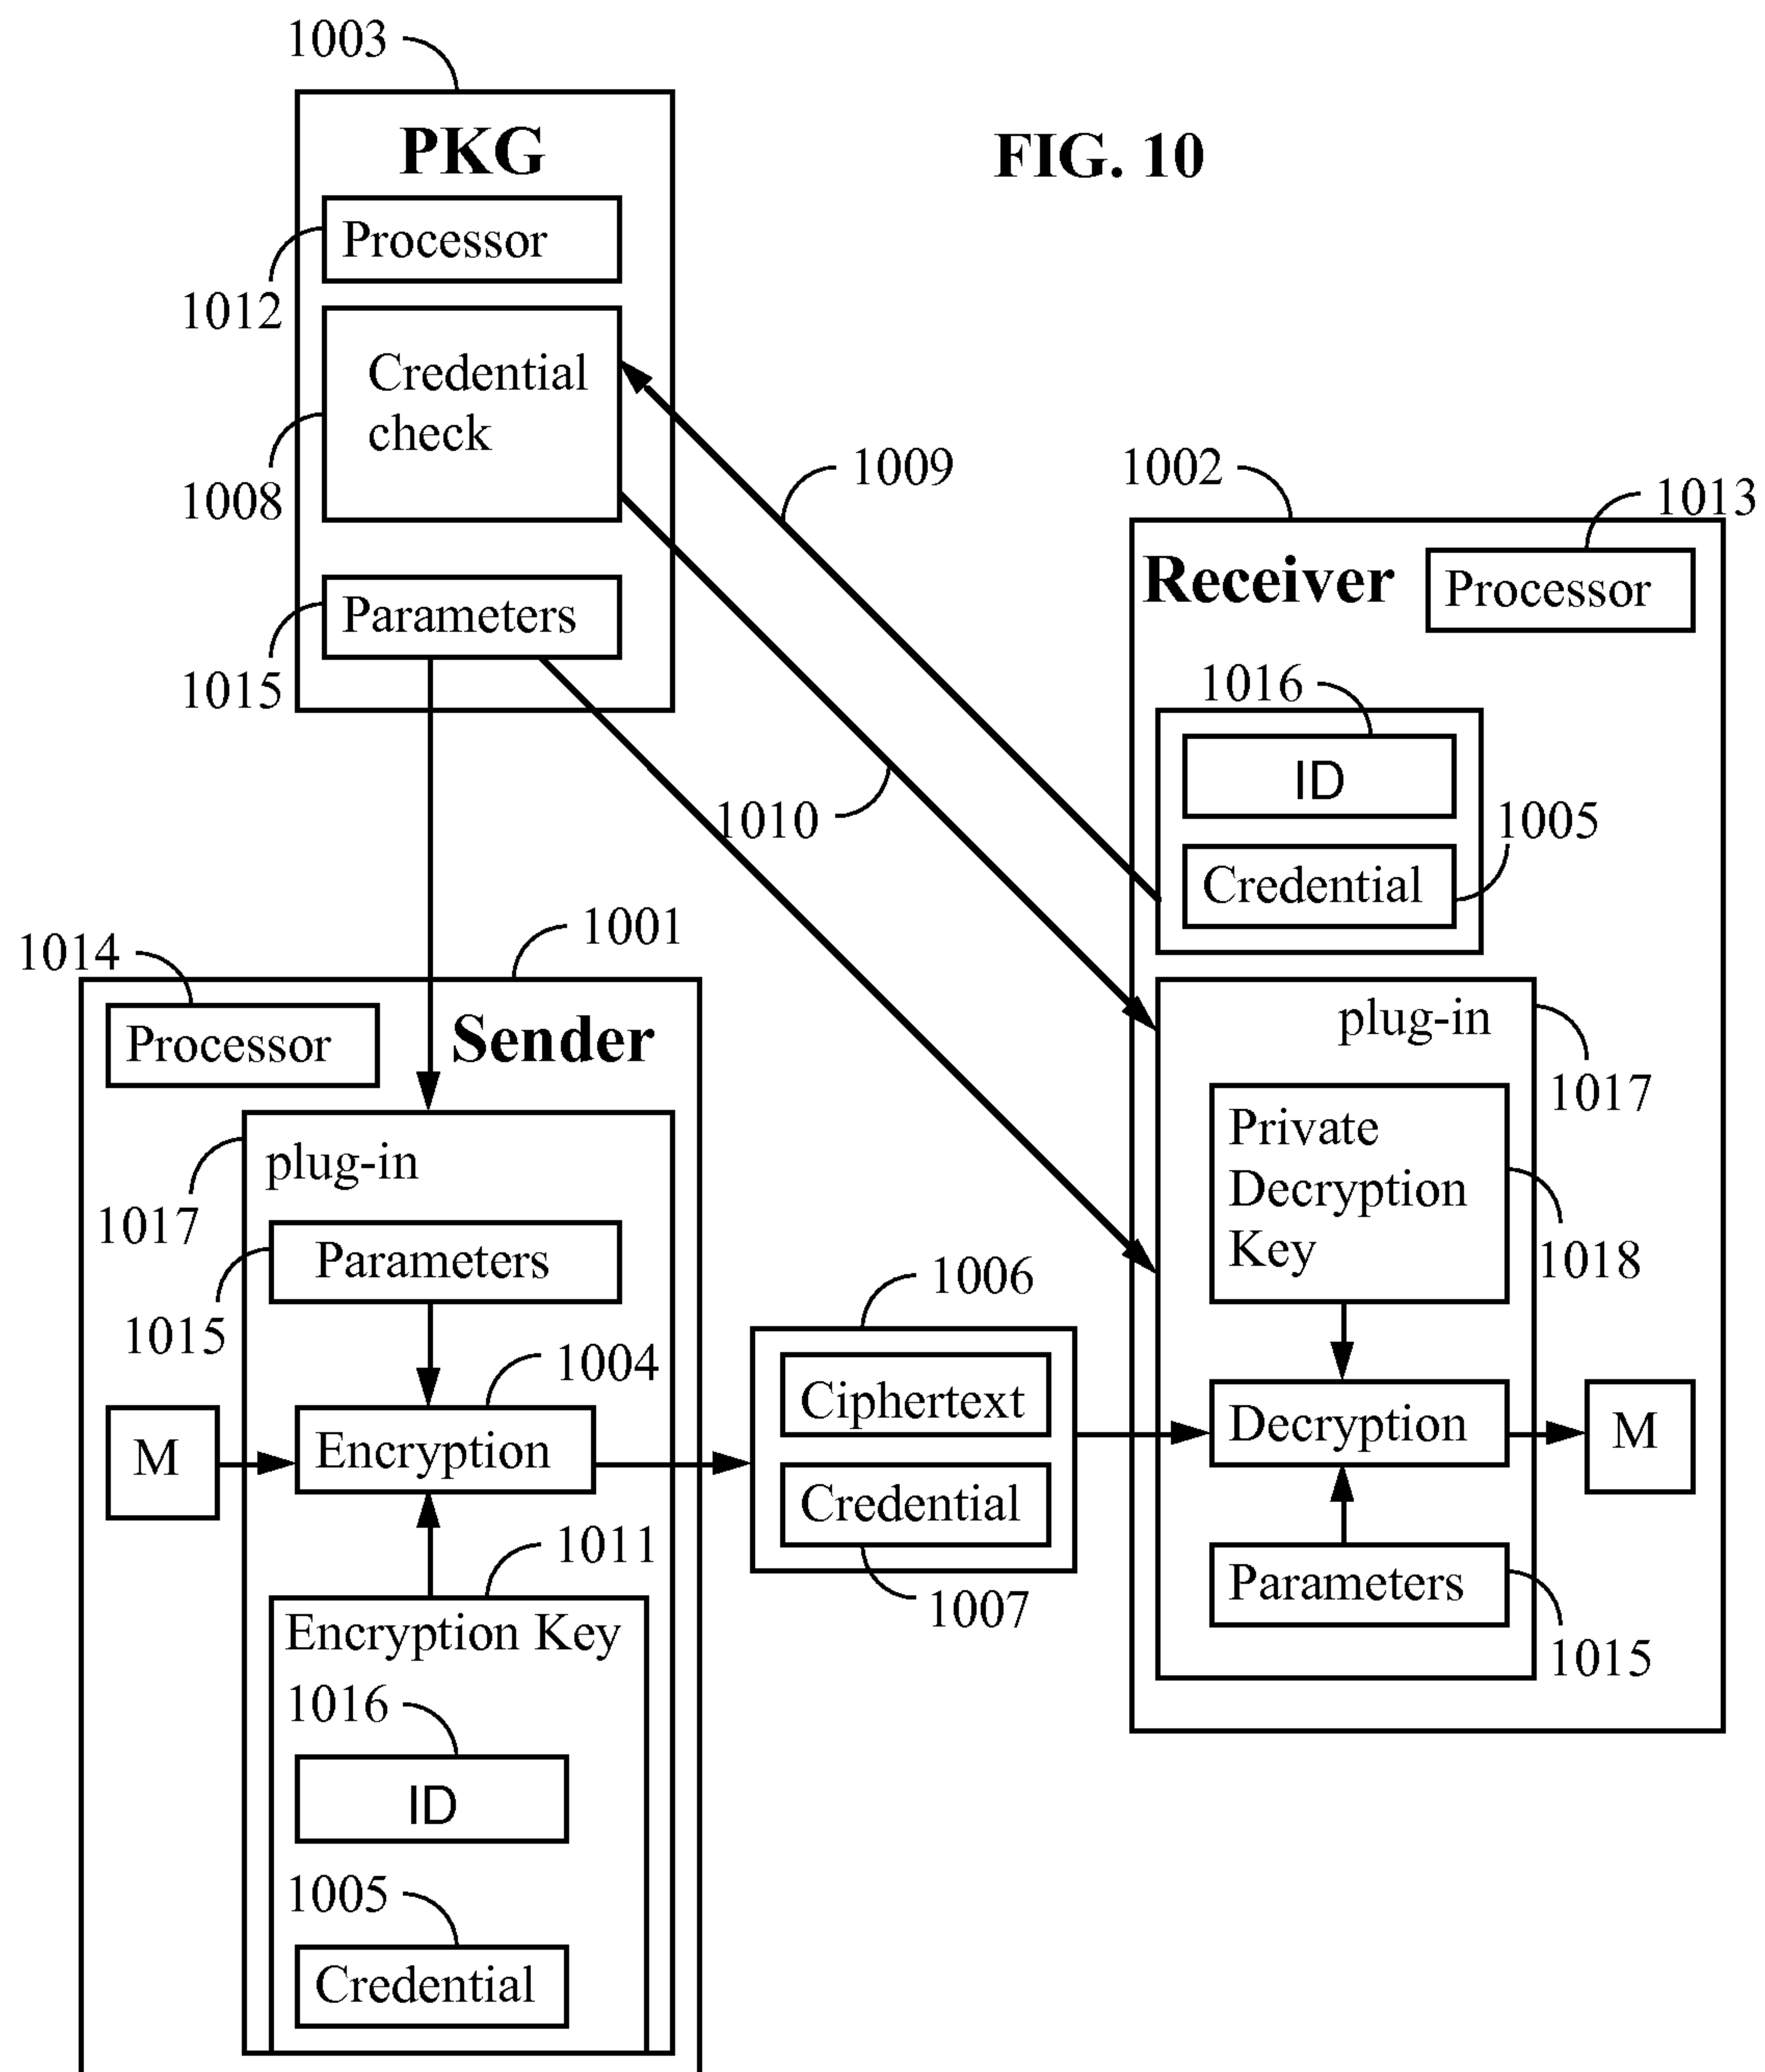 1003
PKG
FIG. 10
Processor
1012
Credential
check
1008
1009
1002
1013
Receiver
Processor
Parameters
1015
1016
ID
1010
1005
Credential
1014
1001
Processor
Sender
plug-in
1017
plug-in
1017
Private
Decryption
Key
1018
Parameters
1015
1006
1004
Ciphertext
Decryption
M
M
Encryption
Credential
1007
1011
Parameters
1015
Encryption Key
1016
ID
1005
Credential